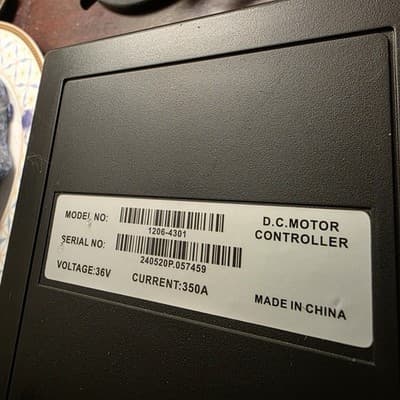 MODEL NO:
1206-4301
SERIAL NO:
240520P.057459
VOLTAGE:36V
CURRENT:350A
D.C.MOTOR
CONTROLLER
MADE IN CHINA